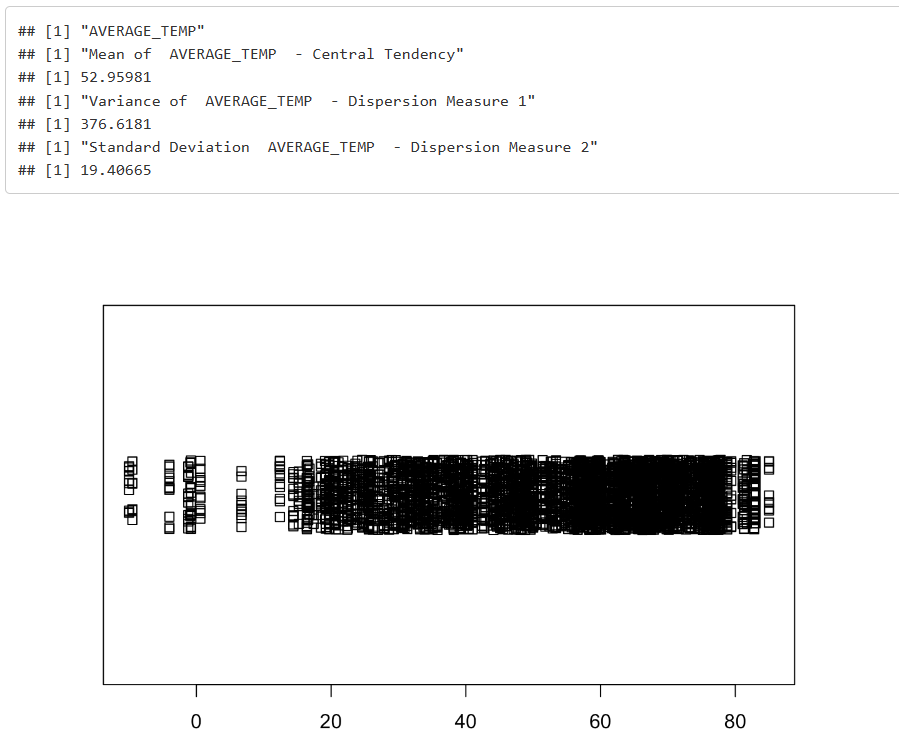 ## [1] "AVERAGE_TEMP"
## [1] "Mean of  AVERAGE_TEMP  - Central Tendency"
## [1] 52.95981
## [1] "Variance of  AVERAGE_TEMP  - Dispersion Measure 1"
## [1] 376.6181
## [1] "Standard Deviation  AVERAGE_TEMP  - Dispersion Measure 2"
## [1] 19.40665
0 20 40 60 80